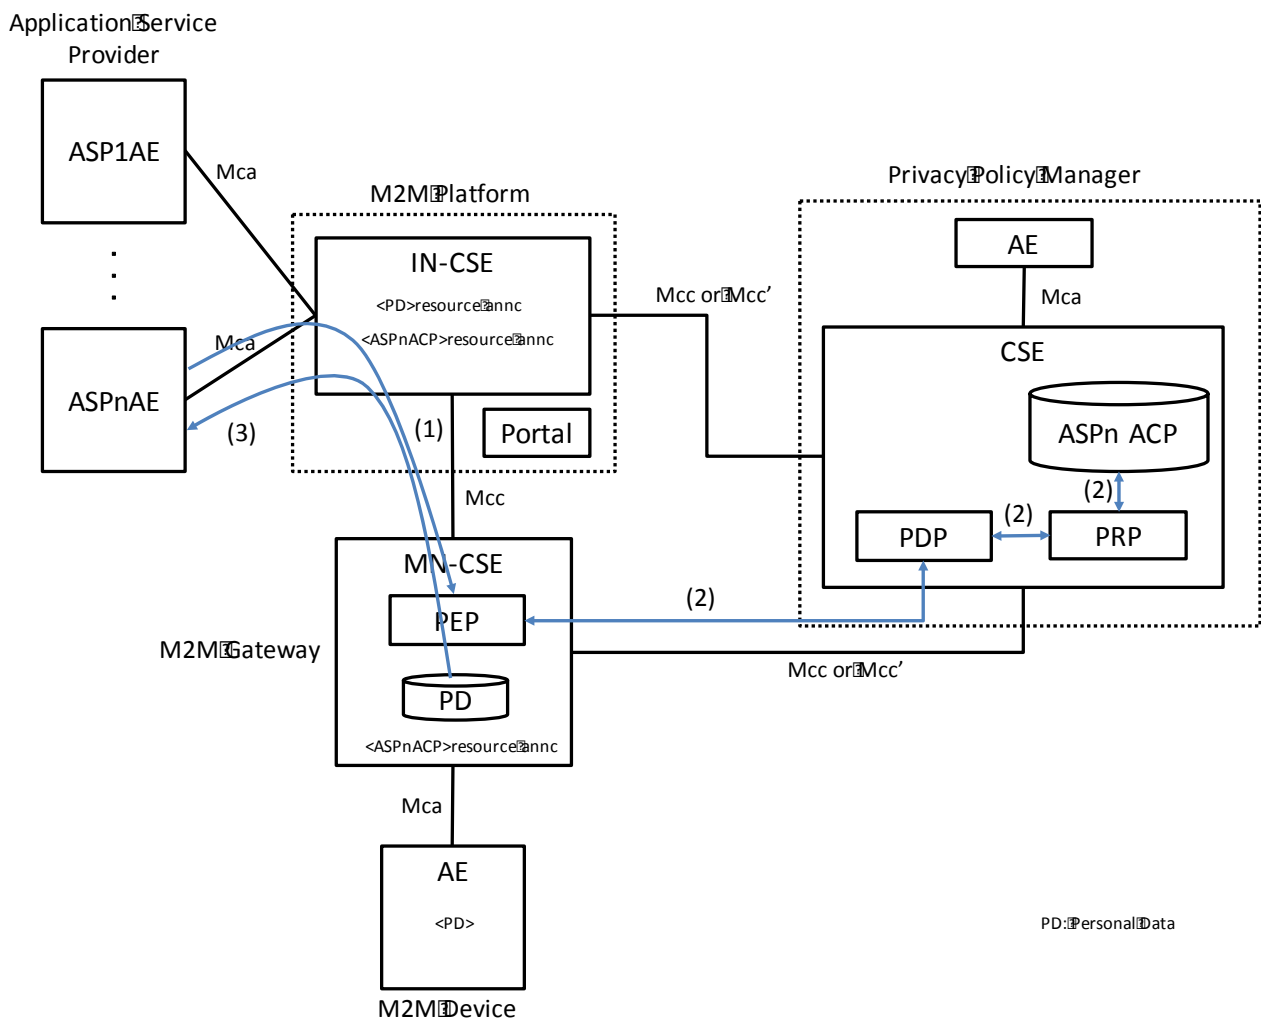 Application Service
Provider
ASP1AE
Mca
M2M Platform
Privacy Policy Manager
AE
IN-CSE
Mcc or Mcc’
Mca
<PD>resource annc
<ASPnACP>resource annc
Mca
CSE
ASPnAE
(3)
(1)
Portal
ASPn ACP
Mcc
(2)
(2)
PDP
PRP
MN-CSE
(2)
PEP
M2M Gateway
Mcc or Mcc’
PD
<ASPnACP>resource annc
Mca
AE
<PD>
PD: Personal Data
M2M Device